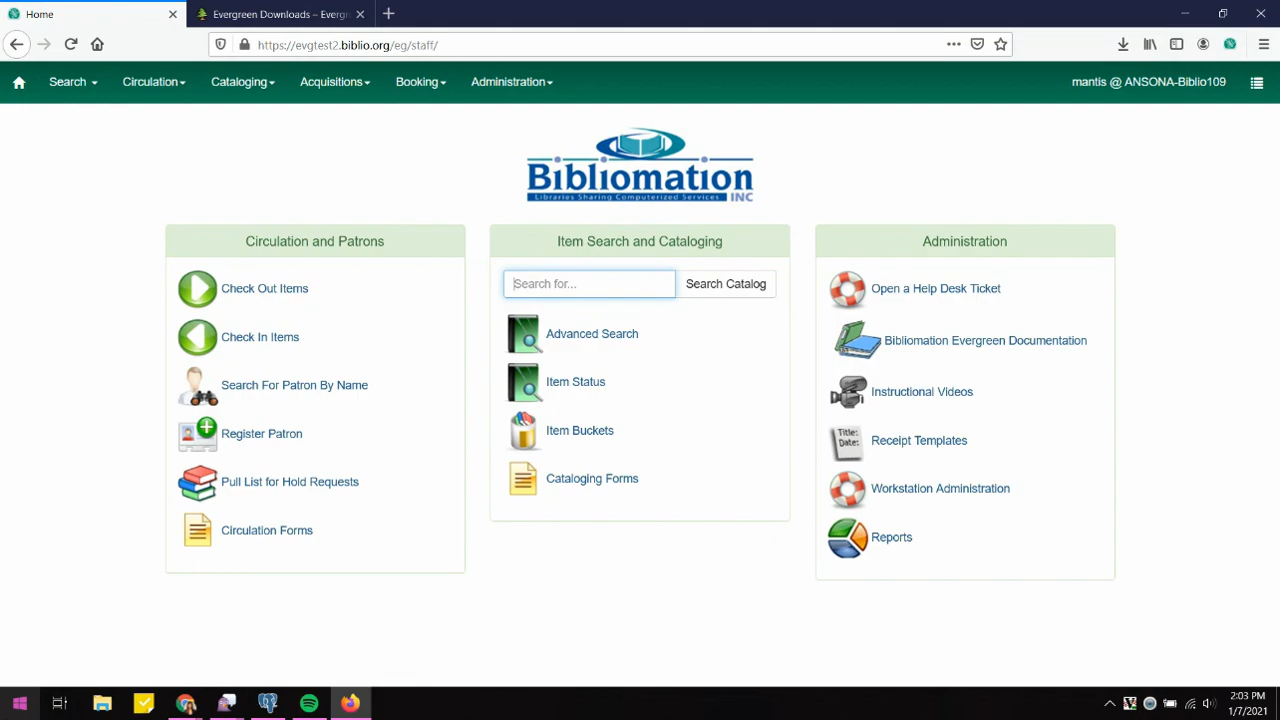 Home
Evergreen Downloads – Evergr
https://evgtest2.biblio.org/eg/staff/
Search
Circulation
Cataloging
Acquisitions
Booking
Administration
mantis @ ANSONA-Biblio109
Bibliomation
Libraries Sharing Computerized Services INC
Circulation and Patrons
Check Out Items
Check In Items
Search For Patron By Name
Register Patron
Pull List for Hold Requests
Circulation Forms
Item Search and Cataloging
Search for...
Search Catalog
Advanced Search
Item Status
Item Buckets
Cataloging Forms
Administration
Open a Help Desk Ticket
Bibliomation Evergreen Documentation
Instructional Videos
Title:
Date:
Receipt Templates
Workstation Administration
Reports
2:03 PM
1/7/2021